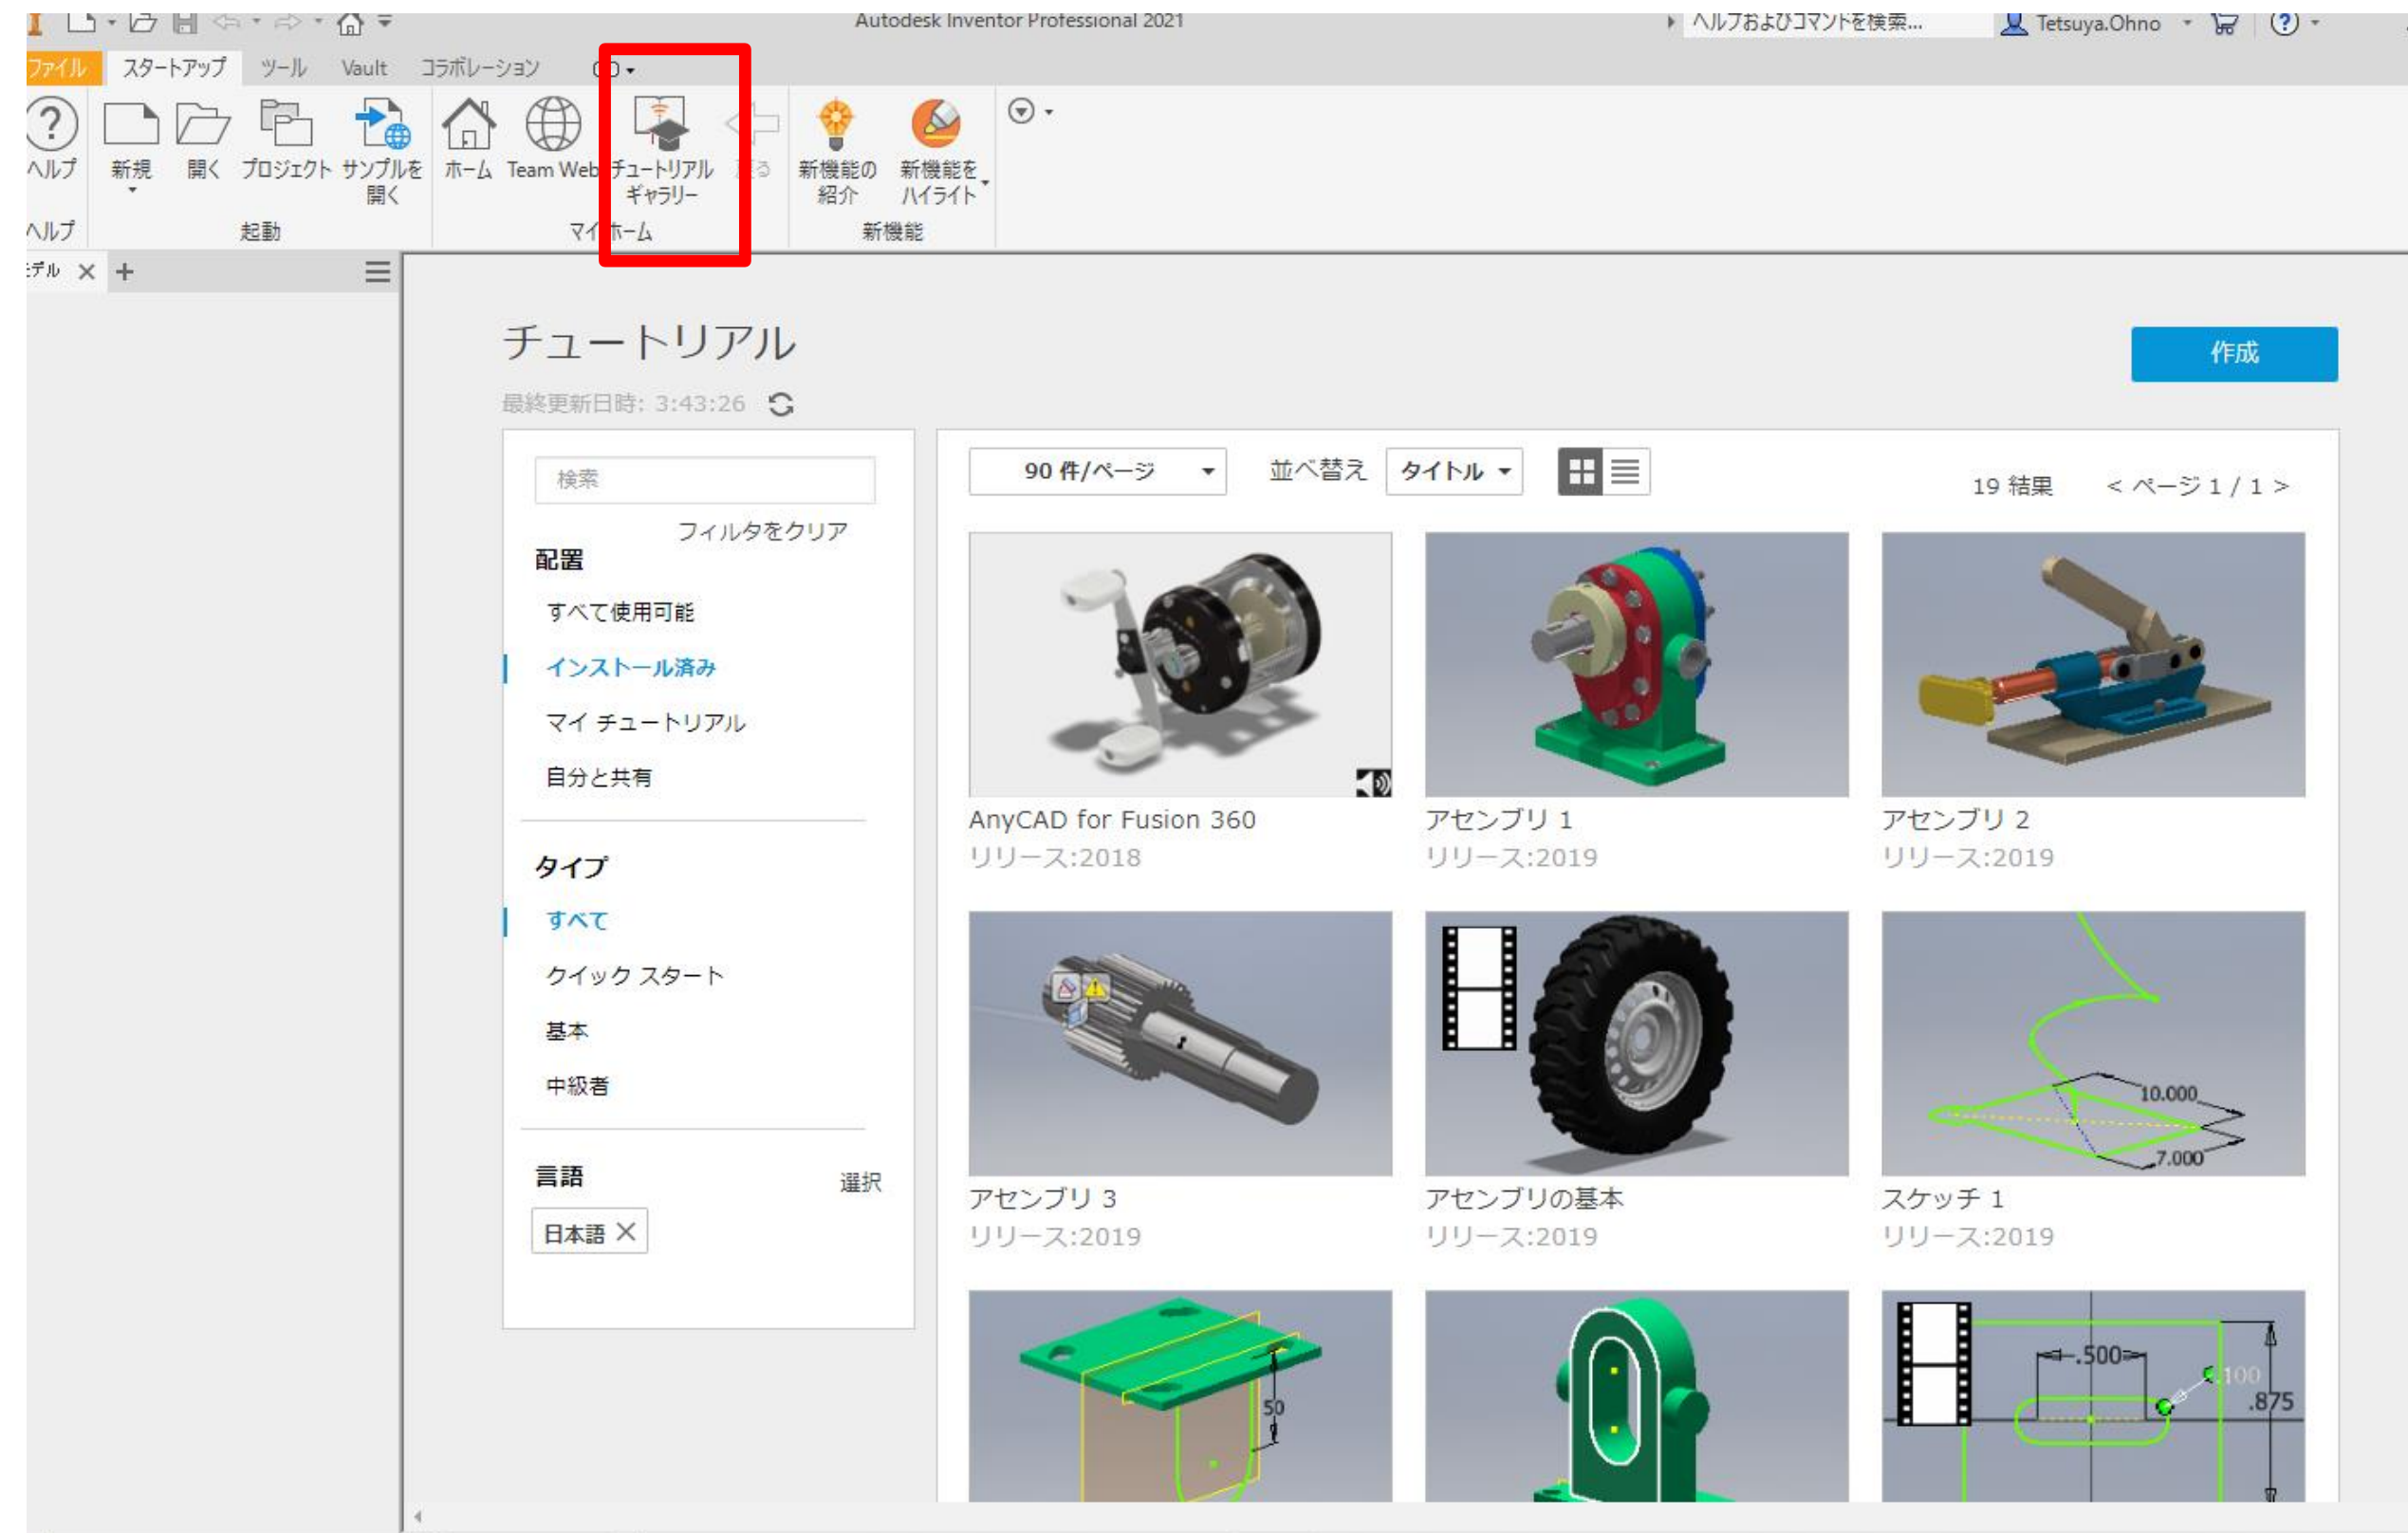 Autodesk Inventor Professional 2021
ヘルプおよびコマンドを検索...
Tetsuya.Ohno
ファイル
スタートアップ
ツール
Vault
コラボレーション
ヘルプ
新規
開く
プロジェクト
サンプルを
開く
ホーム
Team Web
チュートリアル
ギャラリー
新機能の
紹介
新機能を
ハイライト
ヘルプ
起動
マイ ホーム
新機能
チュートリアル
作成
最終更新日時: 3:43:26
検索
フィルタをクリア
配置
すべて使用可能
インストール済み
マイ チュートリアル
自分と共有
タイプ
すべて
クイック スタート
基本
中級者
言語
選択
日本語
90 件/ページ
並べ替え
タイトル
19 結果
< ページ 1 / 1 >
AnyCAD for Fusion 360
リリース:2018
アセンブリ 1
リリース:2019
アセンブリ 2
リリース:2019
10.000
7.000
アセンブリ 3
リリース:2019
アセンブリの基本
リリース:2019
スケッチ 1
リリース:2019
50
.500
.100
.875